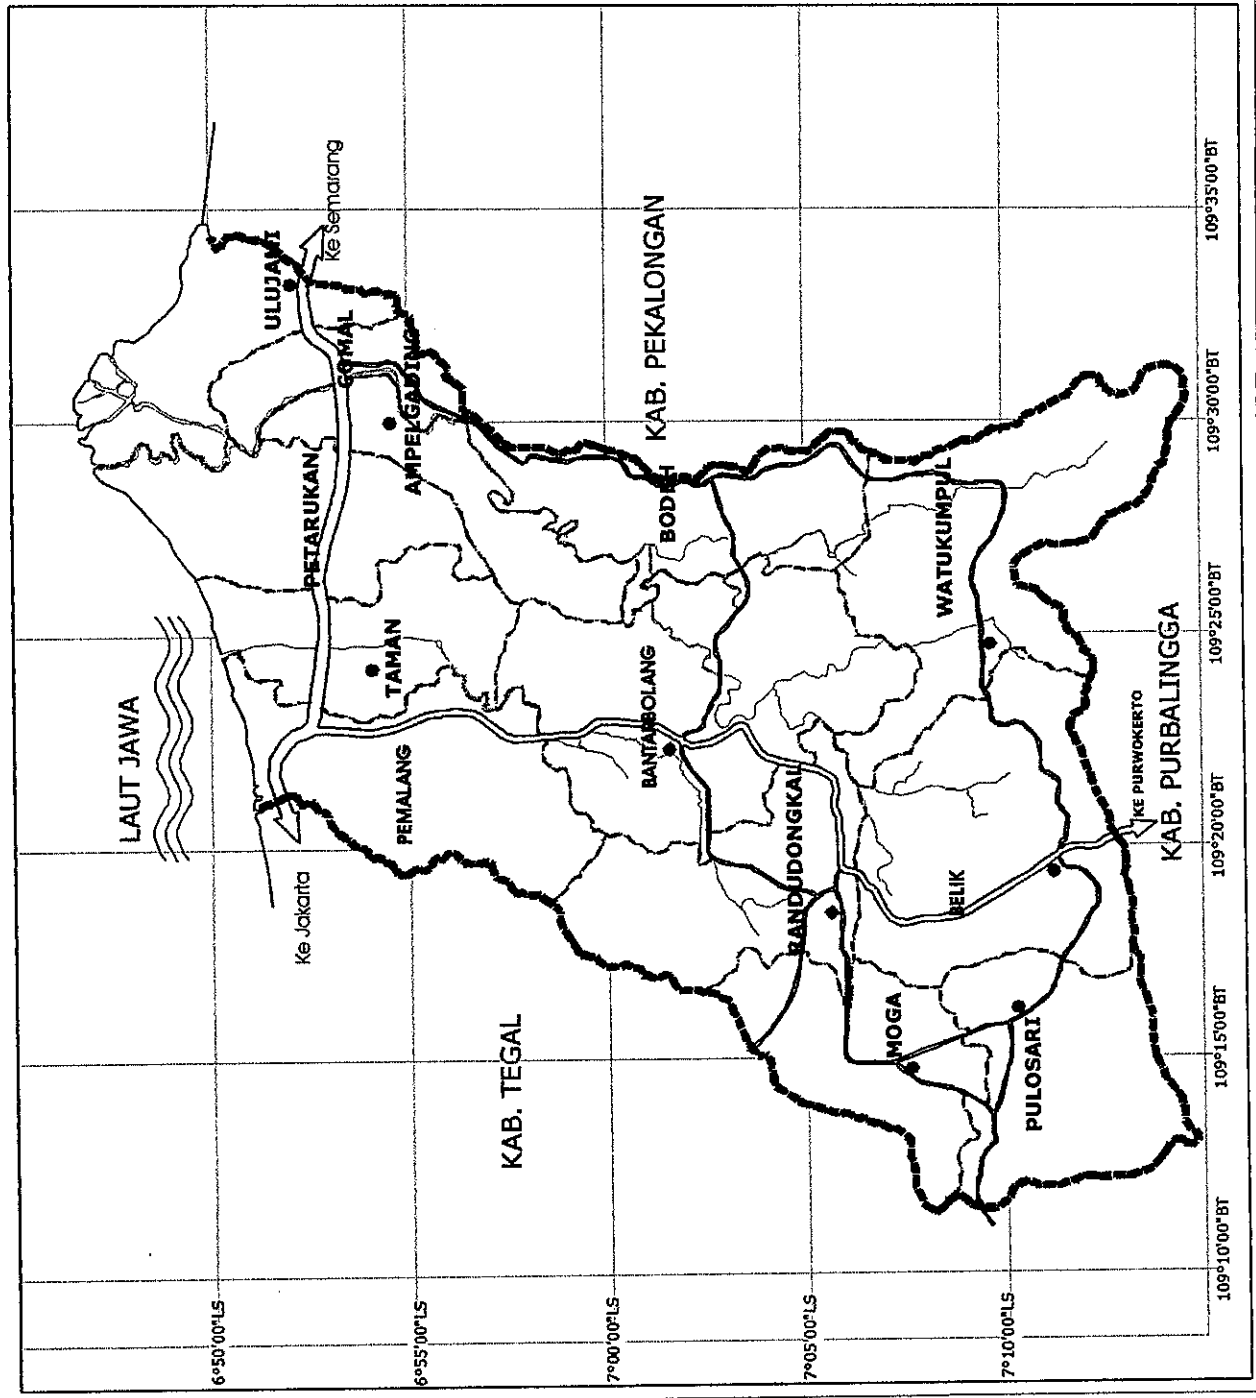 LAUT JAWA
Ke Jakarta
Ke Semarang
ULUJAMI
COMAL
PETARUKAN
AMPELGADING
TAMAN
PEMALANG
KAB. TEGAL
KAB. PEKALONGAN
BODEH
BANTARBOLANG
RANDUDONGKAL
WATUKUMPUL
MOGA
BELIK
PULOSARI
KE PURWOKERTO
KAB. PURBALINGGA
6°50'00"LS
6°55'00"LS
7°00'00"LS
7°05'00"LS
7°10'00"LS
109°10'00"BT
109°15'00"BT
109°20'00"BT
109°25'00"BT
109°30'00"BT
109°35'00"BT